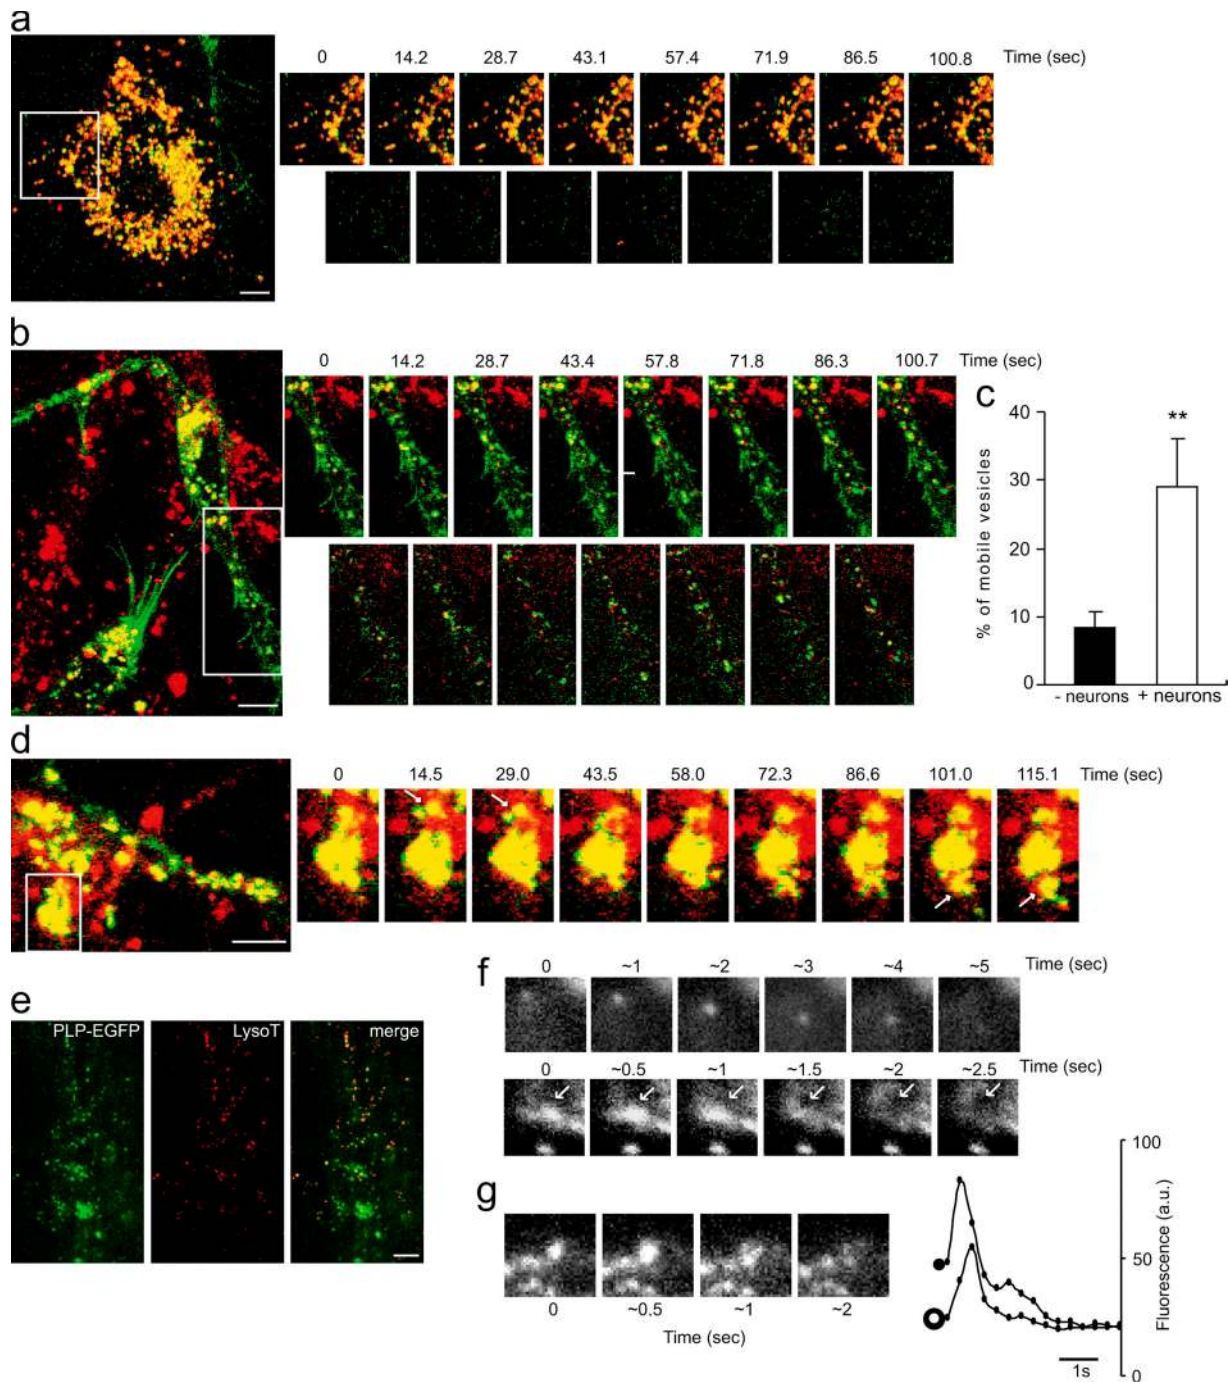 a
0 14.2 28.7 43.1 57.4 71.9 86.5 100.8 Time (sec)
b
0 14.2 28.7 43.4 57.8 71.8 86.3 100.7 Time (sec)
c
% of mobile vesicles
40
30
20
10
0
**
- neurons + neurons
d
0 14.5 29.0 43.5 58.0 72.3 86.6 101.0 115.1 Time (sec)
e
PLP-EGFP LysoT merge
f
0 ~1 ~2 ~3 ~4 ~5 Time (sec)
0 ~0.5 ~1 ~1.5 ~2 ~2.5 Time (sec)
g
0 ~0.5 ~1 ~2
Time (sec)
100
50
0
Fluorescence (a.u.)
1s